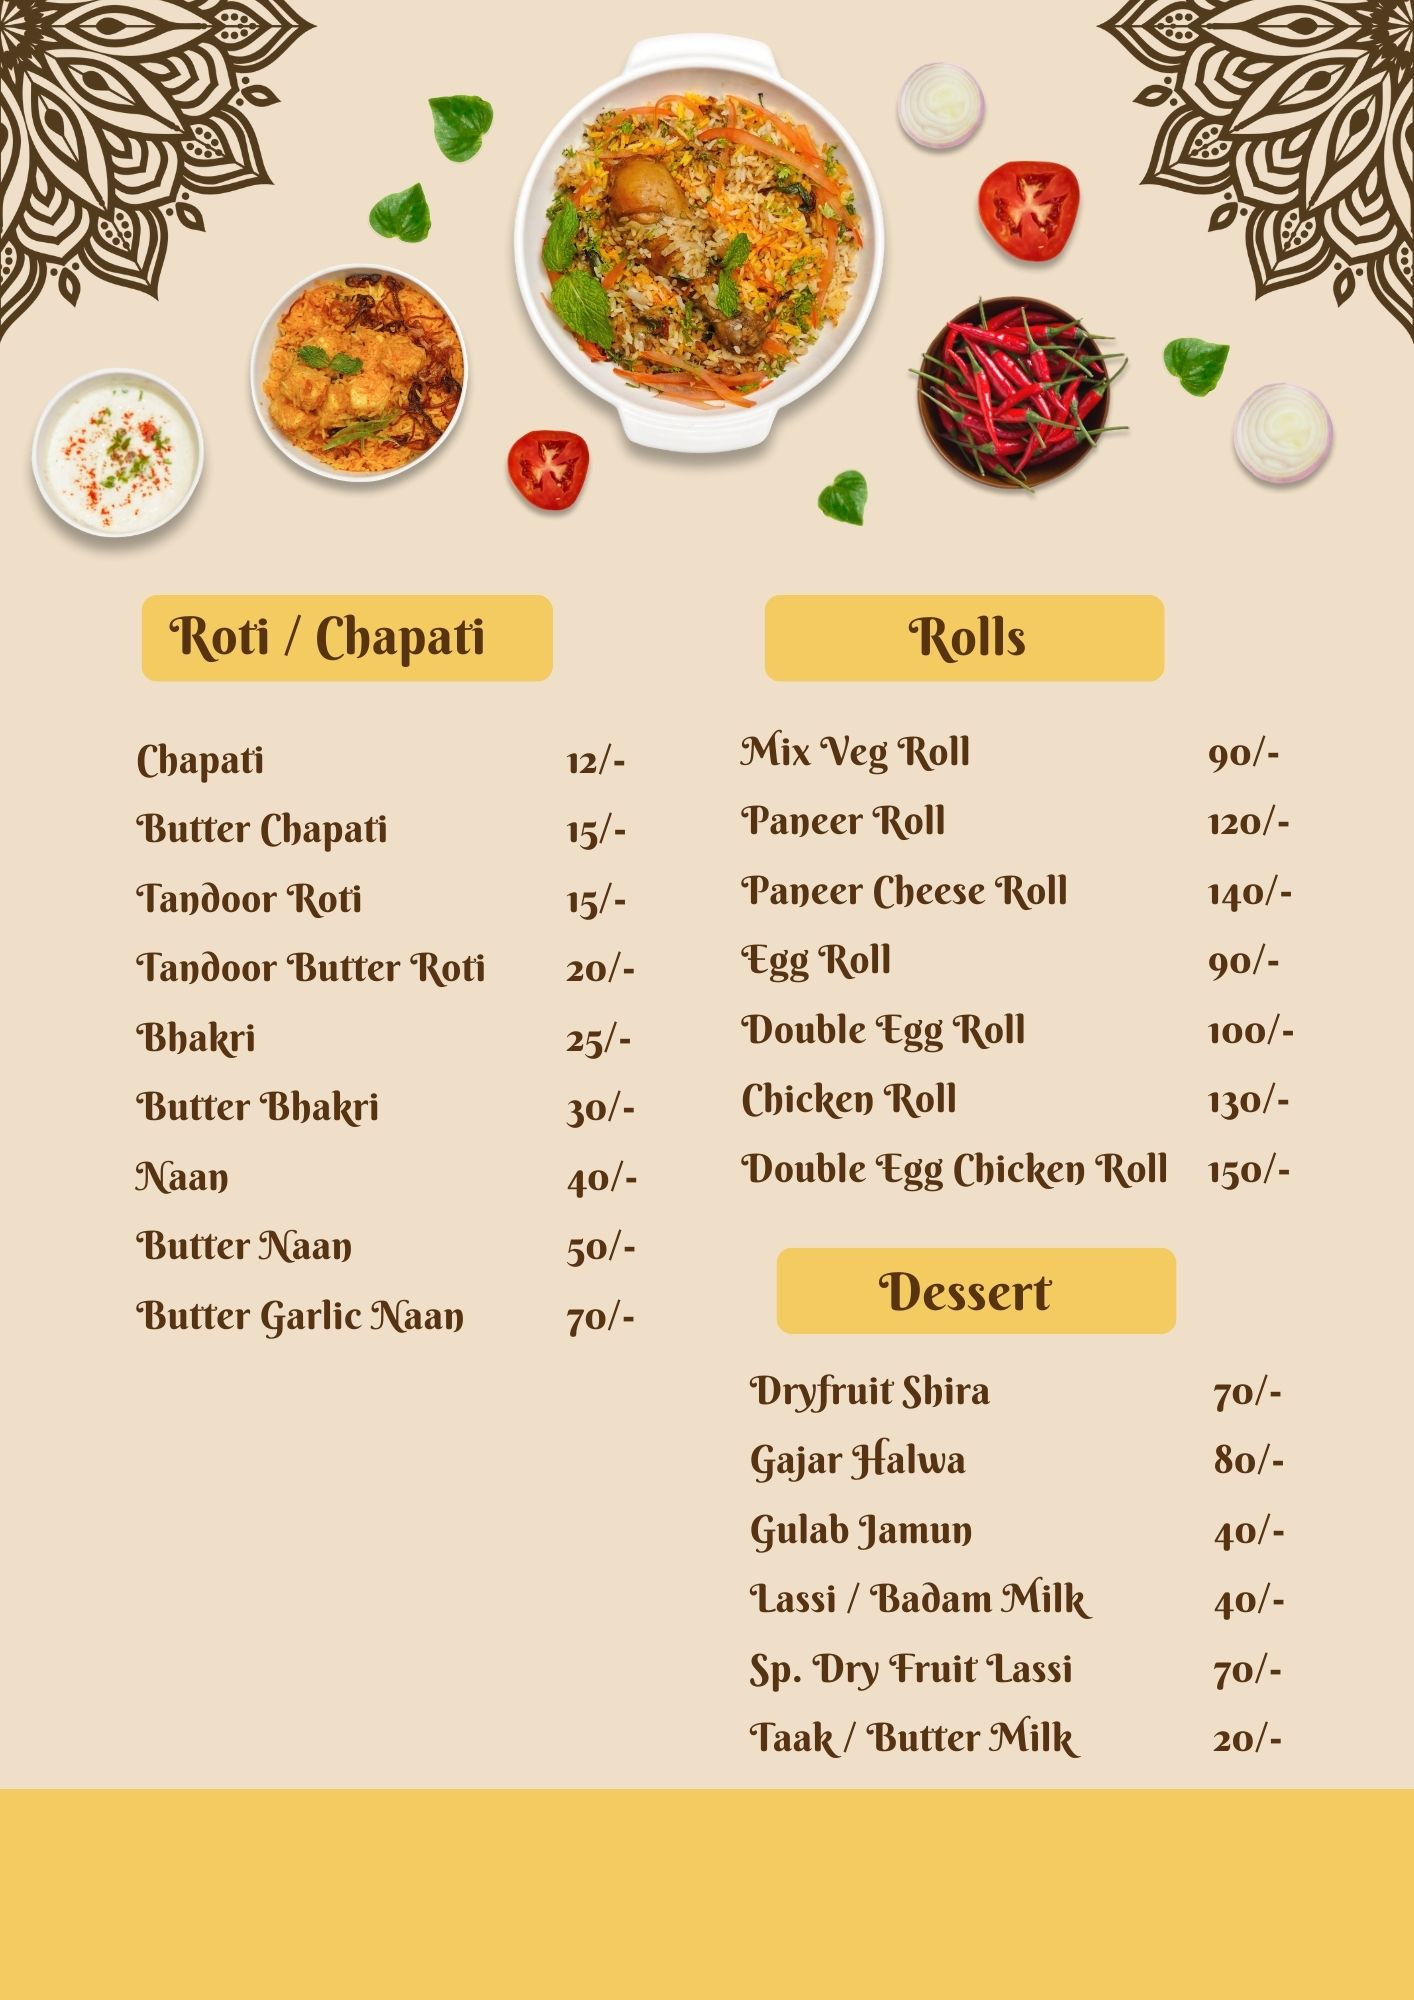 Roti / Chapati
Chapati 12/-
Butter Chapati 15/-
Tandoor Roti 15/-
Tandoor Butter Roti 20/-
Bhakri 25/-
Butter Bhakri 30/-
Naan 40/-
Butter Naan 50/-
Butter Garlic Naan 70/-
Rolls
Mix Veg Roll 90/-
Paneer Roll 120/-
Paneer Cheese Roll 140/-
Egg Roll 90/-
Double Egg Roll 100/-
Chicken Roll 130/-
Double Egg Chicken Roll 150/-
Dessert
Dryfruit Shira 70/-
Gajar Halwa 80/-
Gulab Jamun 40/-
Lassi / Badam Milk 40/-
Sp. Dry Fruit Lassi 70/-
Taak / Butter Milk 20/-